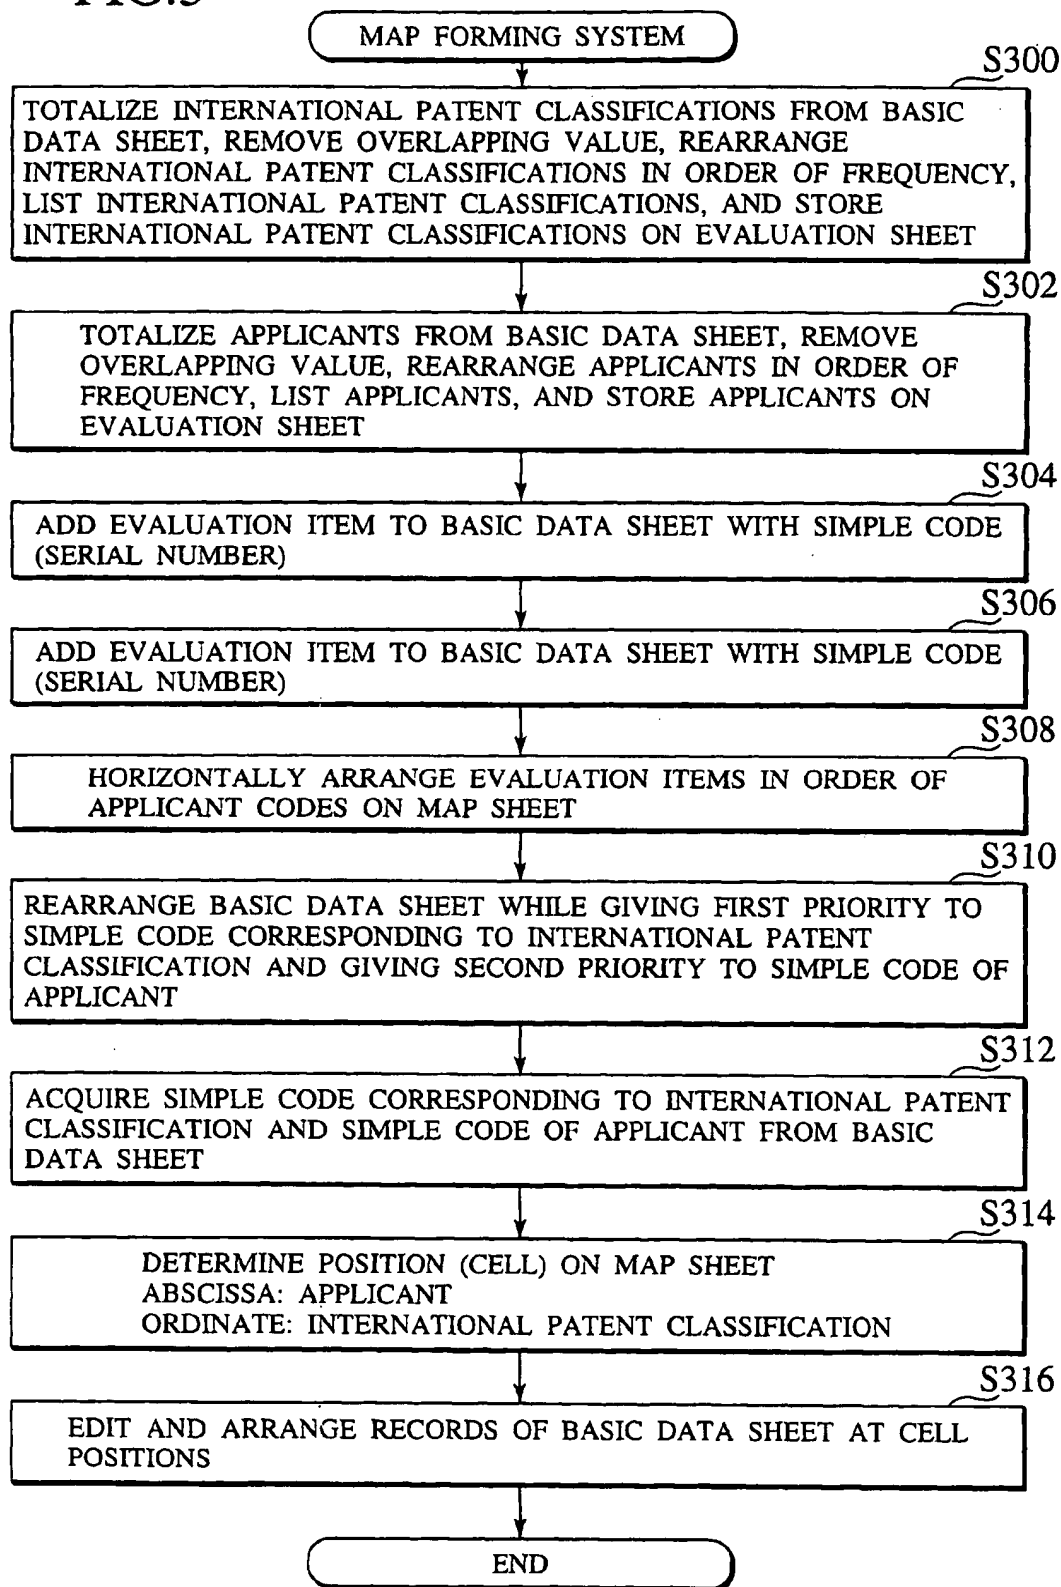 MAP FORMING SYSTEM
S300
TOTALIZE INTERNATIONAL PATENT CLASSIFICATIONS FROM BASIC
DATA SHEET, REMOVE OVERLAPPING VALUE, REARRANGE
INTERNATIONAL PATENT CLASSIFICATIONS IN ORDER OF FREQUENCY,
LIST INTERNATIONAL PATENT CLASSIFICATIONS, AND STORE
INTERNATIONAL PATENT CLASSIFICATIONS ON EVALUATION SHEET
S302
TOTALIZE APPLICANTS FROM BASIC DATA SHEET, REMOVE
OVERLAPPING VALUE, REARRANGE APPLICANTS IN ORDER OF
FREQUENCY, LIST APPLICANTS, AND STORE APPLICANTS ON
EVALUATION SHEET
S304
ADD EVALUATION ITEM TO BASIC DATA SHEET WITH SIMPLE CODE
(SERIAL NUMBER)
S306
ADD EVALUATION ITEM TO BASIC DATA SHEET WITH SIMPLE CODE
(SERIAL NUMBER)
S308
HORIZONTALLY ARRANGE EVALUATION ITEMS IN ORDER OF
APPLICANT CODES ON MAP SHEET
S310
REARRANGE BASIC DATA SHEET WHILE GIVING FIRST PRIORITY TO
SIMPLE CODE CORRESPONDING TO INTERNATIONAL PATENT
CLASSIFICATION AND GIVING SECOND PRIORITY TO SIMPLE CODE OF
APPLICANT
S312
ACQUIRE SIMPLE CODE CORRESPONDING TO INTERNATIONAL PATENT
CLASSIFICATION AND SIMPLE CODE OF APPLICANT FROM BASIC
DATA SHEET
S314
DETERMINE POSITION (CELL) ON MAP SHEET
ABSCISSA: APPLICANT
ORDINATE: INTERNATIONAL PATENT CLASSIFICATION
S316
EDIT AND ARRANGE RECORDS OF BASIC DATA SHEET AT CELL
POSITIONS
END